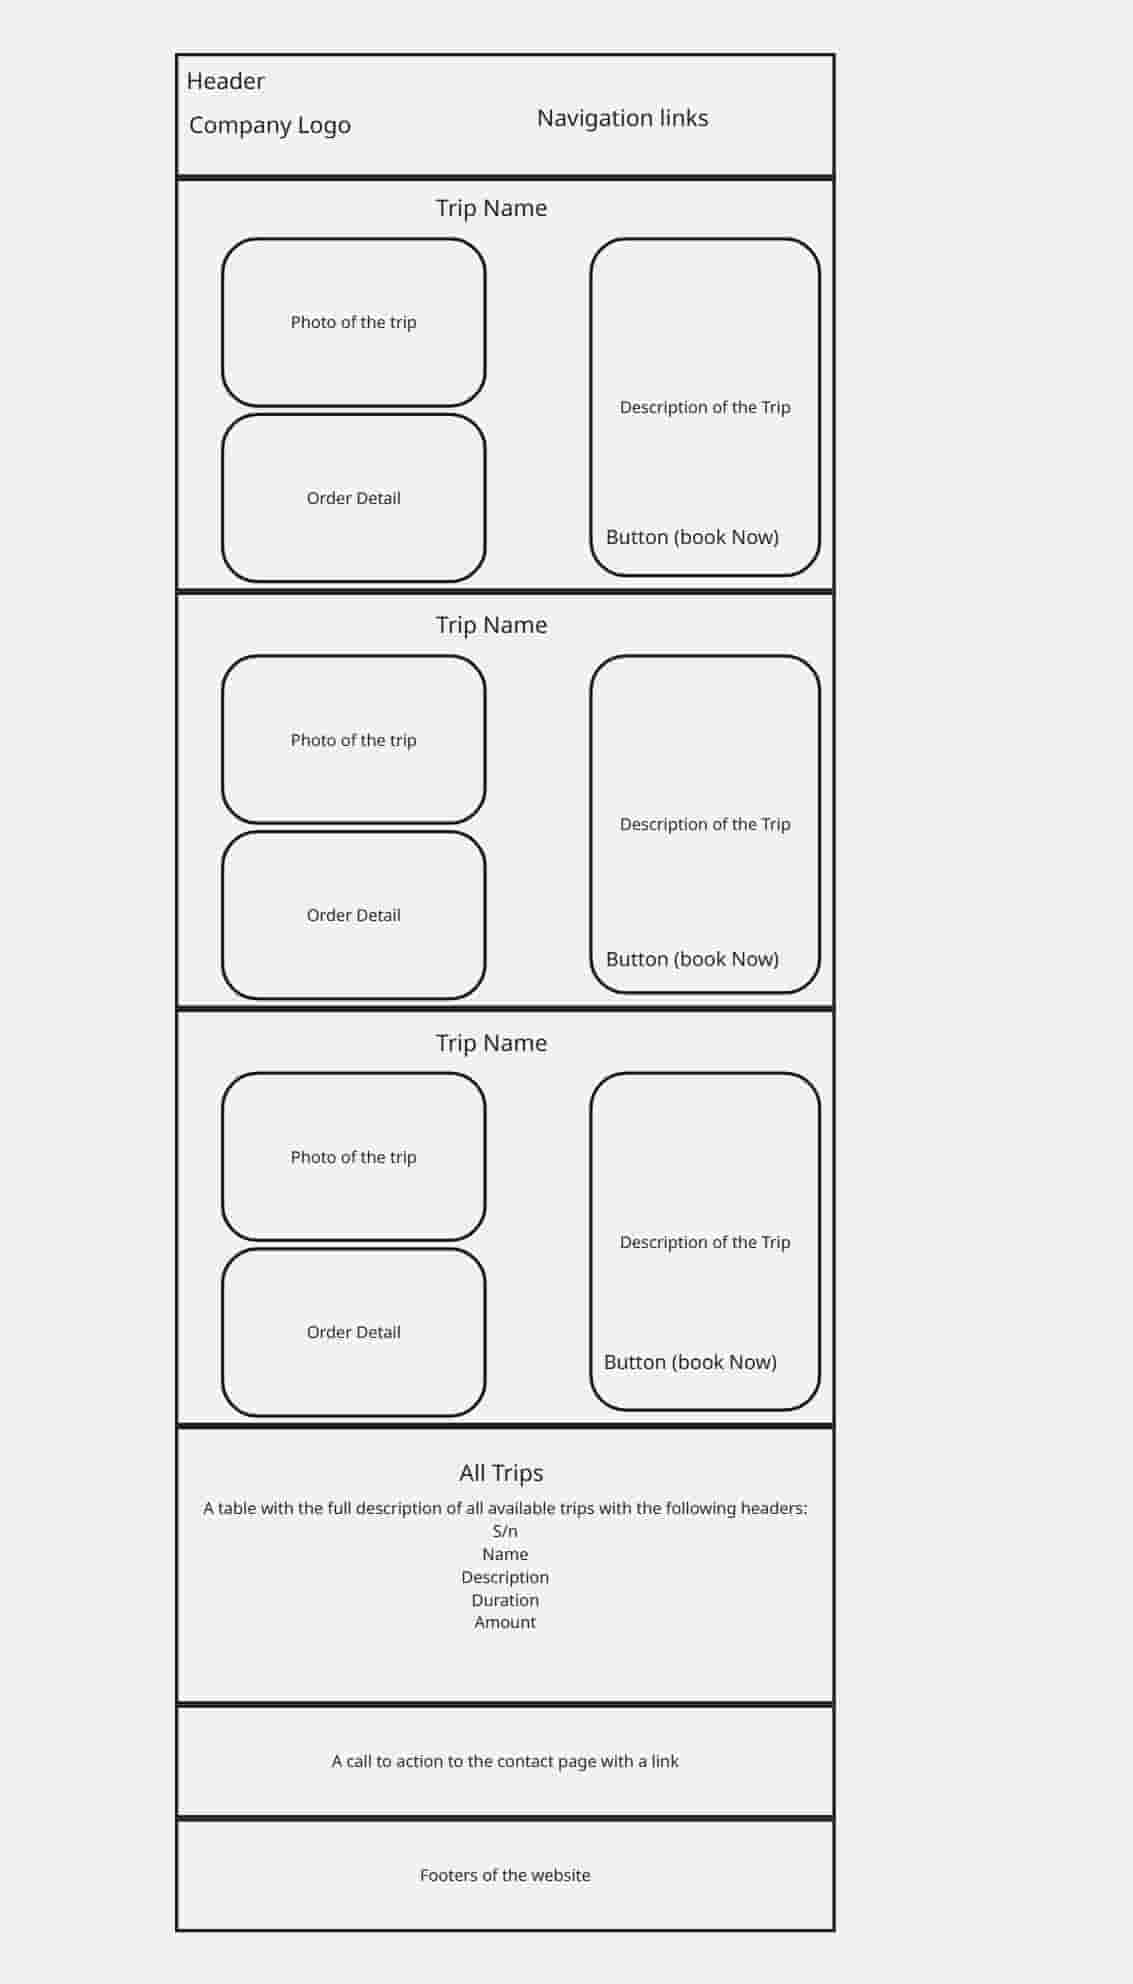 Header
Company Logo
Navigation links
Trip Name
Photo of the trip
Description of the Trip
Order Detail
Button (book Now)
Trip Name
Photo of the trip
Description of the Trip
Order Detail
Button (book Now)
Trip Name
Photo of the trip
Description of the Trip
Order Detail
Button (book Now)
All Trips
A table with the full description of all available trips with the following headers:
S/n
Name
Description
Duration
Amount
A call to action to the contact page with a link
Footers of the website